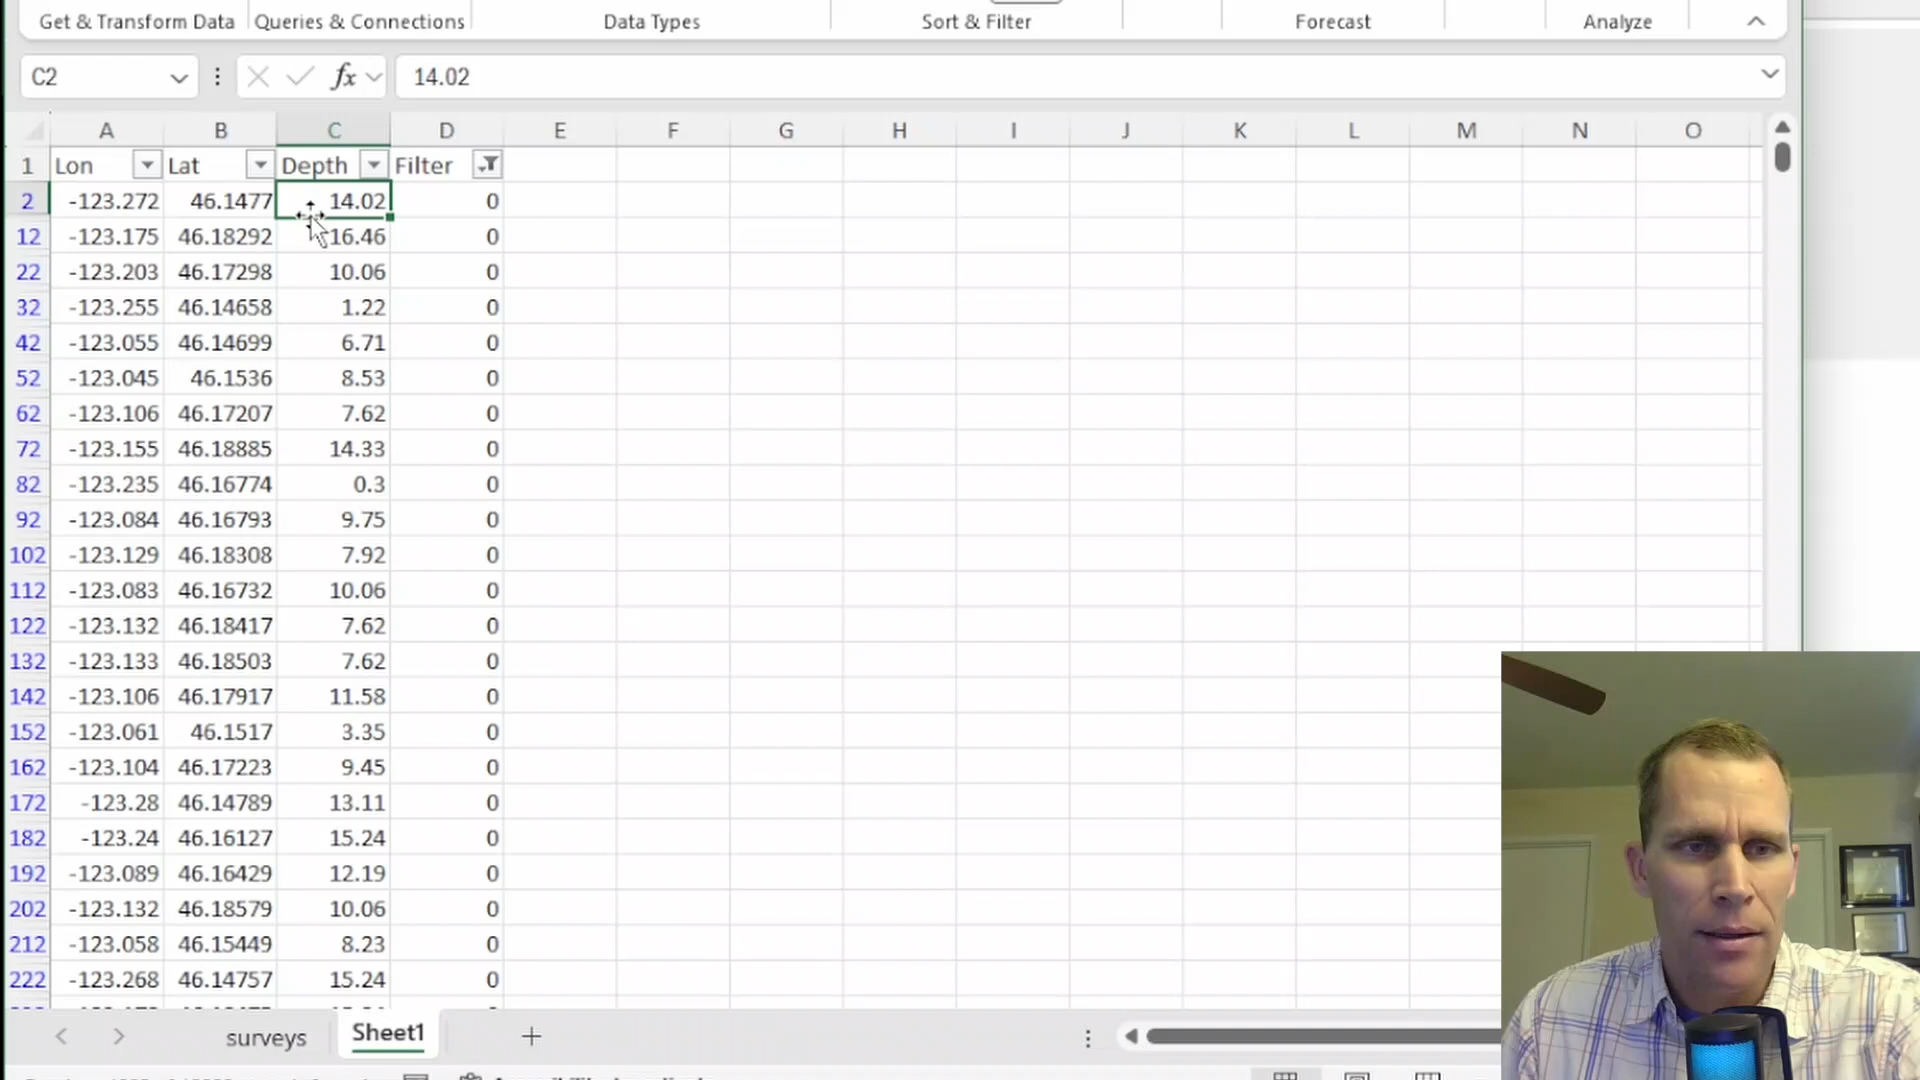 Get & Transform Data Queries & Connections Data Types Sort & Filter Forecast Analyze
C2 fx 14.02
A B C D E F G H I J K L M N O
1 Lon Lat Depth Filter
2 -123.272 46.1477 14.02 0
12 -123.175 46.18292 16.46 0
22 -123.203 46.17298 10.06 0
32 -123.255 46.14658 1.22 0
42 -123.055 46.14699 6.71 0
52 -123.045 46.1536 8.53 0
62 -123.106 46.17207 7.62 0
72 -123.155 46.18885 14.33 0
82 -123.235 46.16774 0.3 0
92 -123.084 46.16793 9.75 0
102 -123.129 46.18308 7.92 0
112 -123.083 46.16732 10.06 0
122 -123.132 46.18417 7.62 0
132 -123.133 46.18503 7.62 0
142 -123.106 46.17917 11.58 0
152 -123.061 46.1517 3.35 0
162 -123.104 46.17223 9.45 0
172 -123.28 46.14789 13.11 0
182 -123.24 46.16127 15.24 0
192 -123.089 46.16429 12.19 0
202 -123.132 46.18579 10.06 0
212 -123.058 46.15449 8.23 0
222 -123.268 46.14757 15.24 0
surveys Sheet1